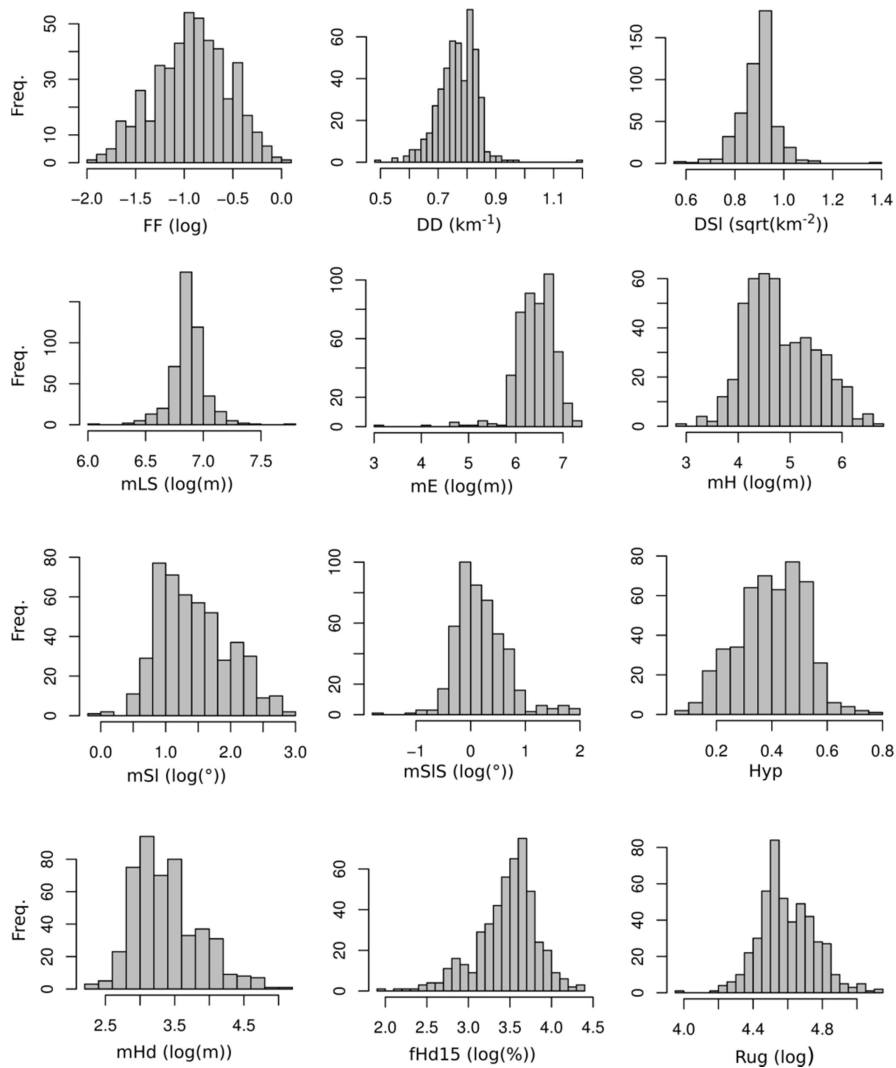 Freq.
0 10 30 50
−2.0 −1.5 −1.0 −0.5 0.0
FF (log)
0 20 40 60
0.5 0.7 0.9 1.1
DD (km-1)
0 50 100 150
0.6 0.8 1.0 1.2 1.4
DSI (sqrt(km-2))
Freq.
0 50 100
6.0 6.5 7.0 7.5
mLS (log(m))
0 20 60 100
3 4 5 6 7
mE (log(m))
0 20 40 60
3 4 5 6
mH (log(m))
Freq.
0 20 40 60 80
0.0 1.0 2.0 3.0
mSl (log(°))
0 20 60 100
−1 0 1 2
mSlS (log(°))
0 20 40 60 80
0.2 0.4 0.6 0.8
Hyp
Freq.
0 20 40 60 80
2.5 3.5 4.5
mHd (log(m))
0 20 40 60
2.0 2.5 3.0 3.5 4.0 4.5
fHd15 (log(%))
0 20 40 60 80
4.0 4.4 4.8
Rug (log)